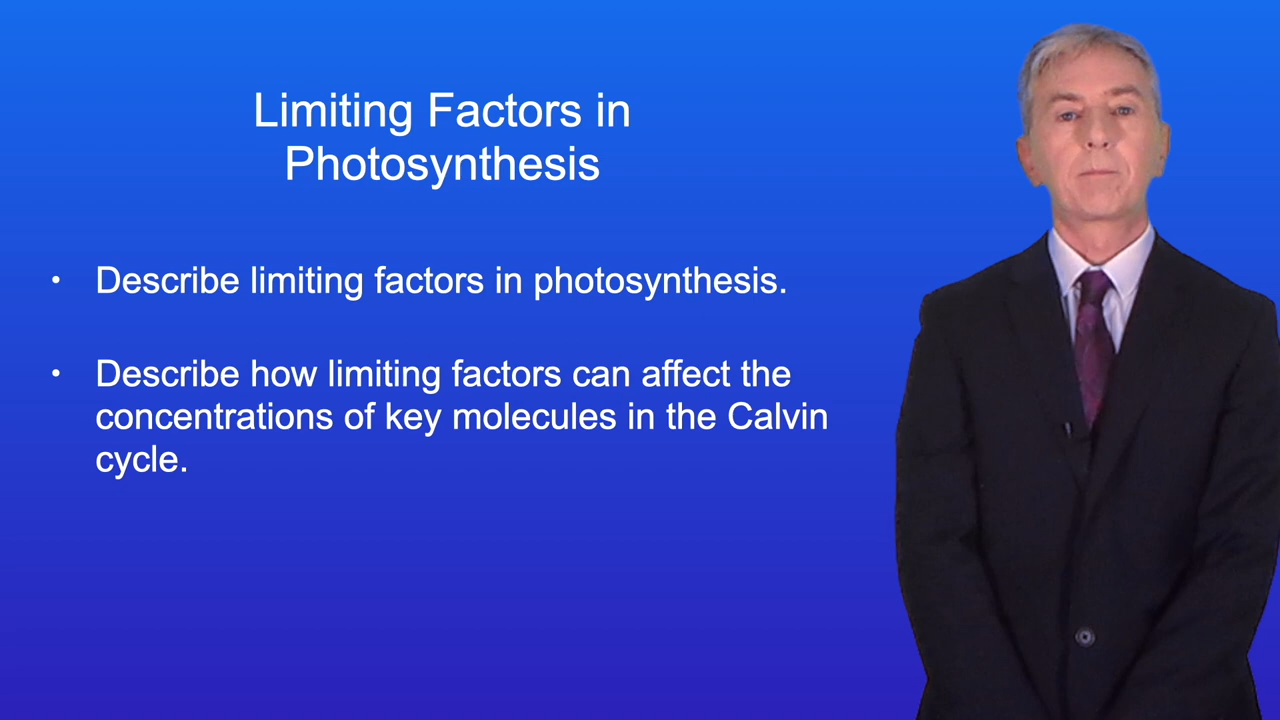 Limiting Factors in
Photosynthesis
• Describe limiting factors in photosynthesis.
• Describe how limiting factors can affect the
concentrations of key molecules in the Calvin
cycle.